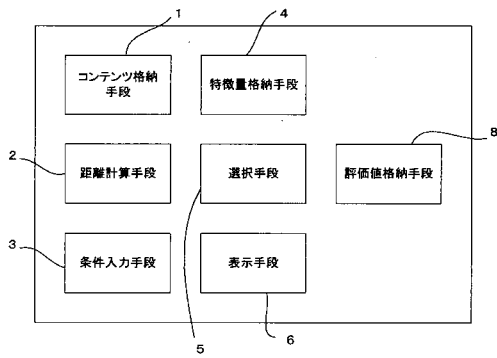 1
4
コンテンツ格納
手段
特徴量格納手段
8
2
距離計算手段
選択手段
評価値格納手段
3
条件入力手段
表示手段
5
6